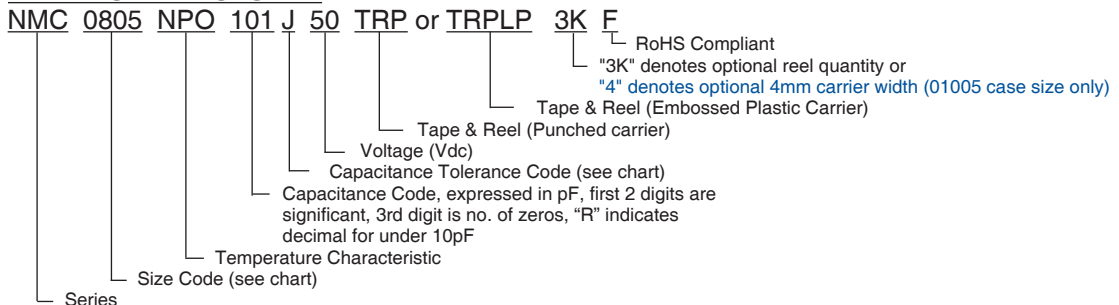 NMC 0805 NPO 101 J 50 TRP or TRPLP 3K F
RoHS Compliant
"3K" denotes optional reel quantity or
"4" denotes optional 4mm carrier width (01005 case size only)
Tape & Reel (Embossed Plastic Carrier)
Tape & Reel (Punched carrier)
Voltage (Vdc)
Capacitance Tolerance Code (see chart)
Capacitance Code, expressed in pF, first 2 digits are
significant, 3rd digit is no. of zeros, “R” indicates
decimal for under 10pF
Temperature Characteristic
Size Code (see chart)
Series